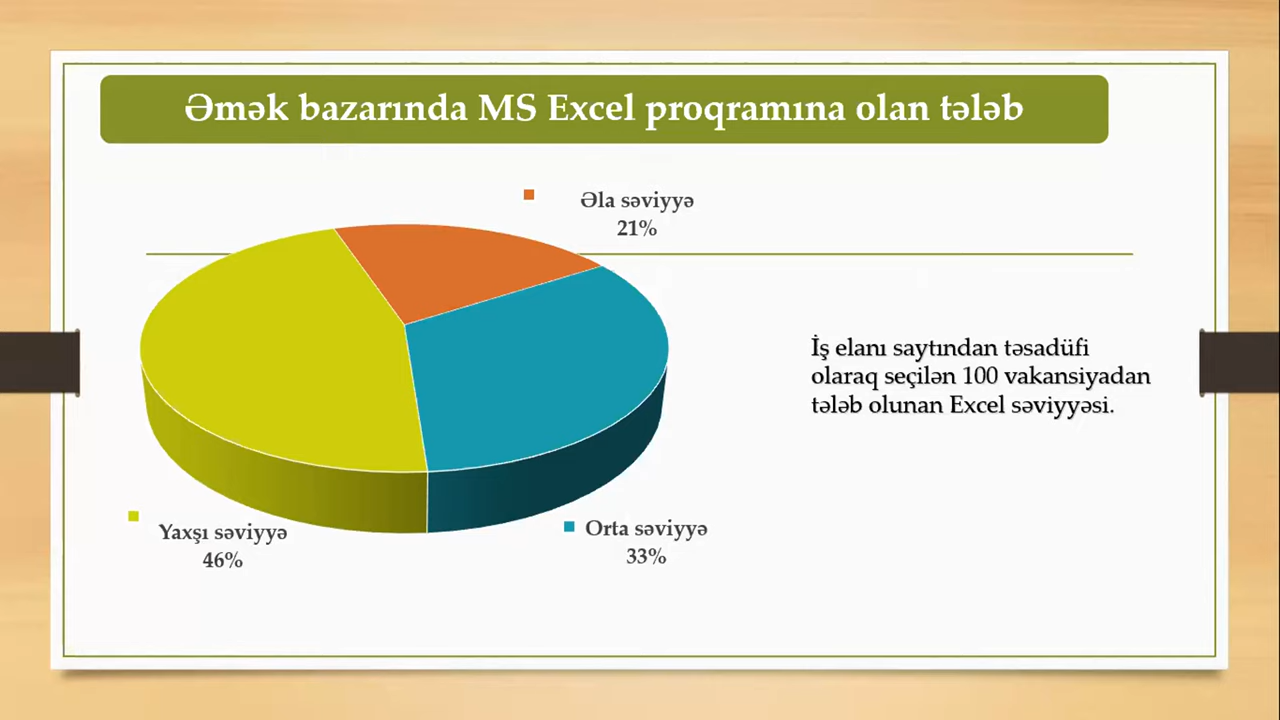 Əmək bazarında MS Excel proqramına olan tələb
Əla səviyyə
21%
İş elanı saytından təsadüfi
olaraq seçilən 100 vakansiyadan
tələb olunan Excel səviyyəsi.
Yaxşı səviyyə
46%
Orta səviyyə
33%